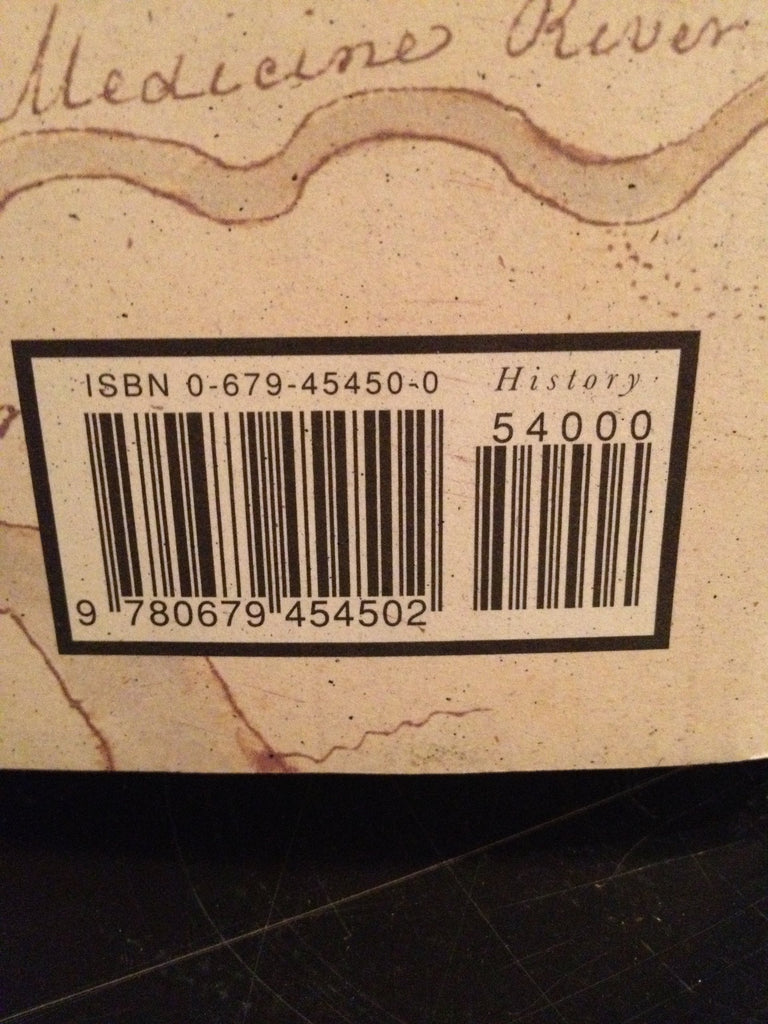 Medicine River
ISBN 0-679-45450-0
History
54000
9 780679 454502